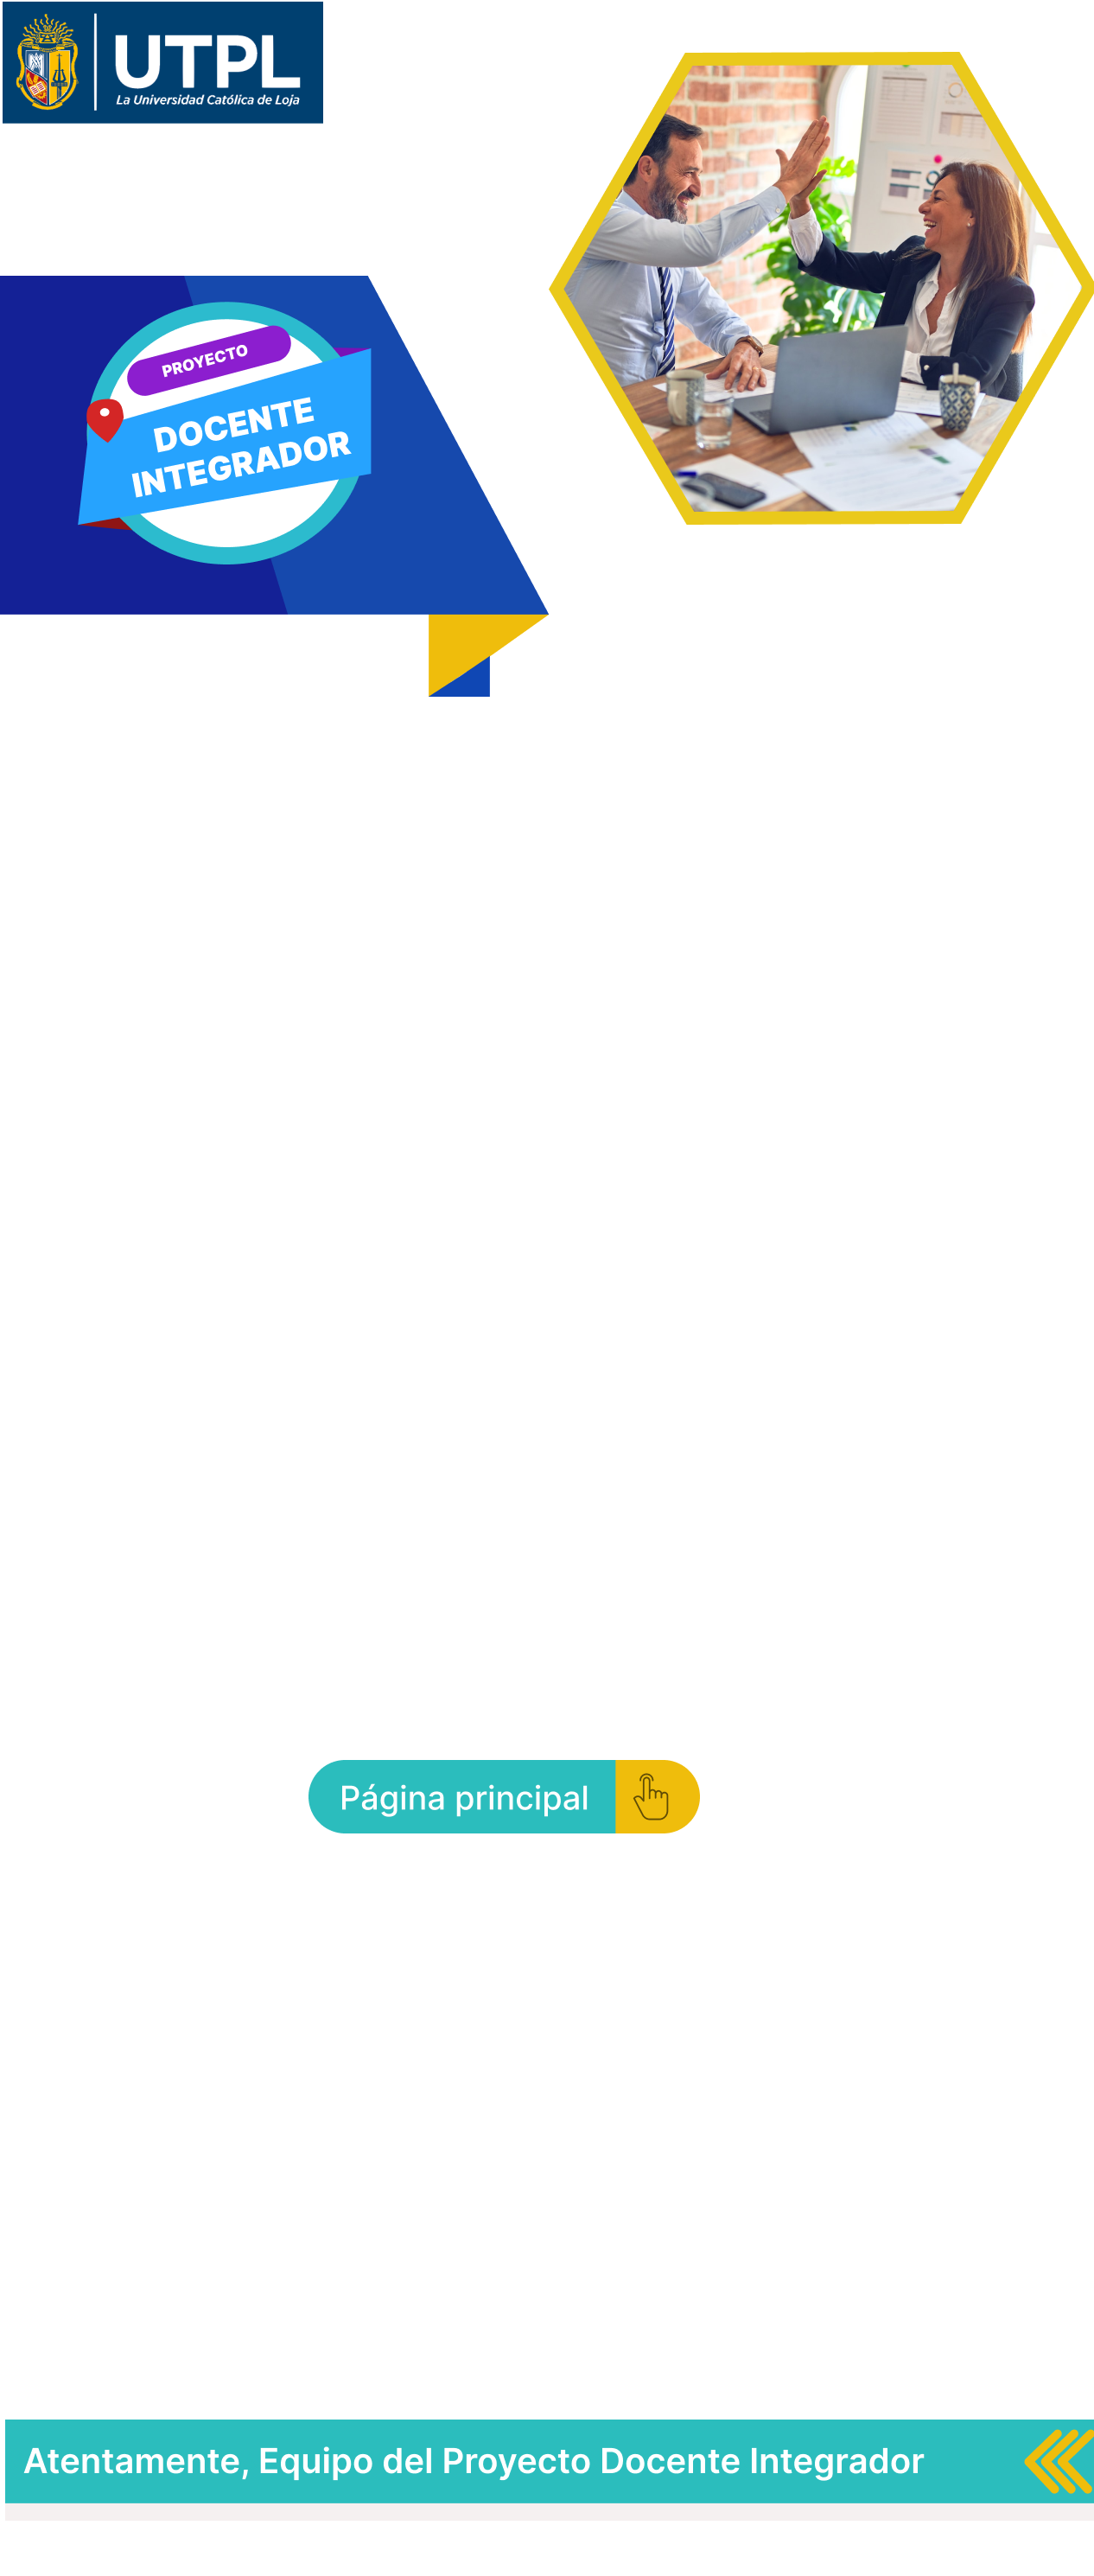 UTPL
La Universidad Católica de Loja
PROYECTO
DOCENTE
INTEGRADOR
Página principal
Atentamente, Equipo del Proyecto Docente Integrador